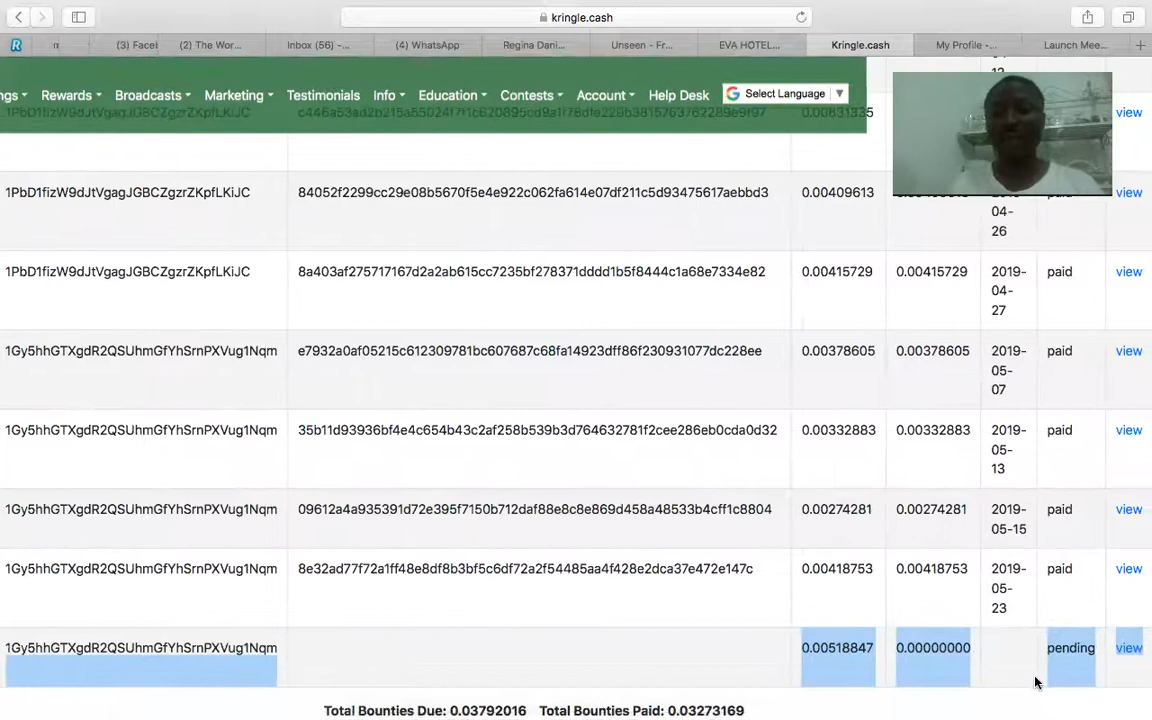 kringle.cash
(3) Facel
(2) The Wor...
Inbox (56) -...
(4) WhatsApp
Regina Dani...
Unseen - Fr...
EVA HOTEL...
Kringle.cash
My Profile -...
Launch Mee...
ngs
Rewards
Broadcasts
Marketing
Testimonials
Info
Education
Contests
Account
Help Desk
Select Language
view
1PbD1fizW9dJtVgagJGBCZgzrZKpfLKiJC 84052f2299cc29e08b5670f5e4e922c062fa614e07df211c5d93475617aebbd3 0.00409613
04-
26
view
1PbD1fizW9dJtVgagJGBCZgzrZKpfLKiJC 8a403af275717167d2a2ab615cc7235bf278371dddd1b5f8444c1a68e7334e82 0.00415729 0.00415729 2019-
04-
27
paid view
1Gy5hhGTXgdR2QSUhmGfYhSrnPXVug1Nqm e7932a0af05215c612309781bc607687c68fa14923dff86f230931077dc228ee 0.00378605 0.00378605 2019-
05-
07
paid view
1Gy5hhGTXgdR2QSUhmGfYhSrnPXVug1Nqm 35b11d93936bf4e4c654b43c2af258b539b3d764632781f2cee286eb0cda0d32 0.00332883 0.00332883 2019-
05-
13
paid view
1Gy5hhGTXgdR2QSUhmGfYhSrnPXVug1Nqm 09612a4a935391d72e395f7150b712daf88e8c8e869d458a48533b4cff1c8804 0.00274281 0.00274281 2019-
05-15
paid view
1Gy5hhGTXgdR2QSUhmGfYhSrnPXVug1Nqm 8e32ad77f72a1ff48e8df8b3bf5c6df72a2f54485aa4f428e2dca37e472e147c 0.00418753 0.00418753 2019-
05-
23
paid view
1Gy5hhGTXgdR2QSUhmGfYhSrnPXVug1Nqm 0.00518847 0.00000000 pending view
Total Bounties Due: 0.03792016 Total Bounties Paid: 0.03273169